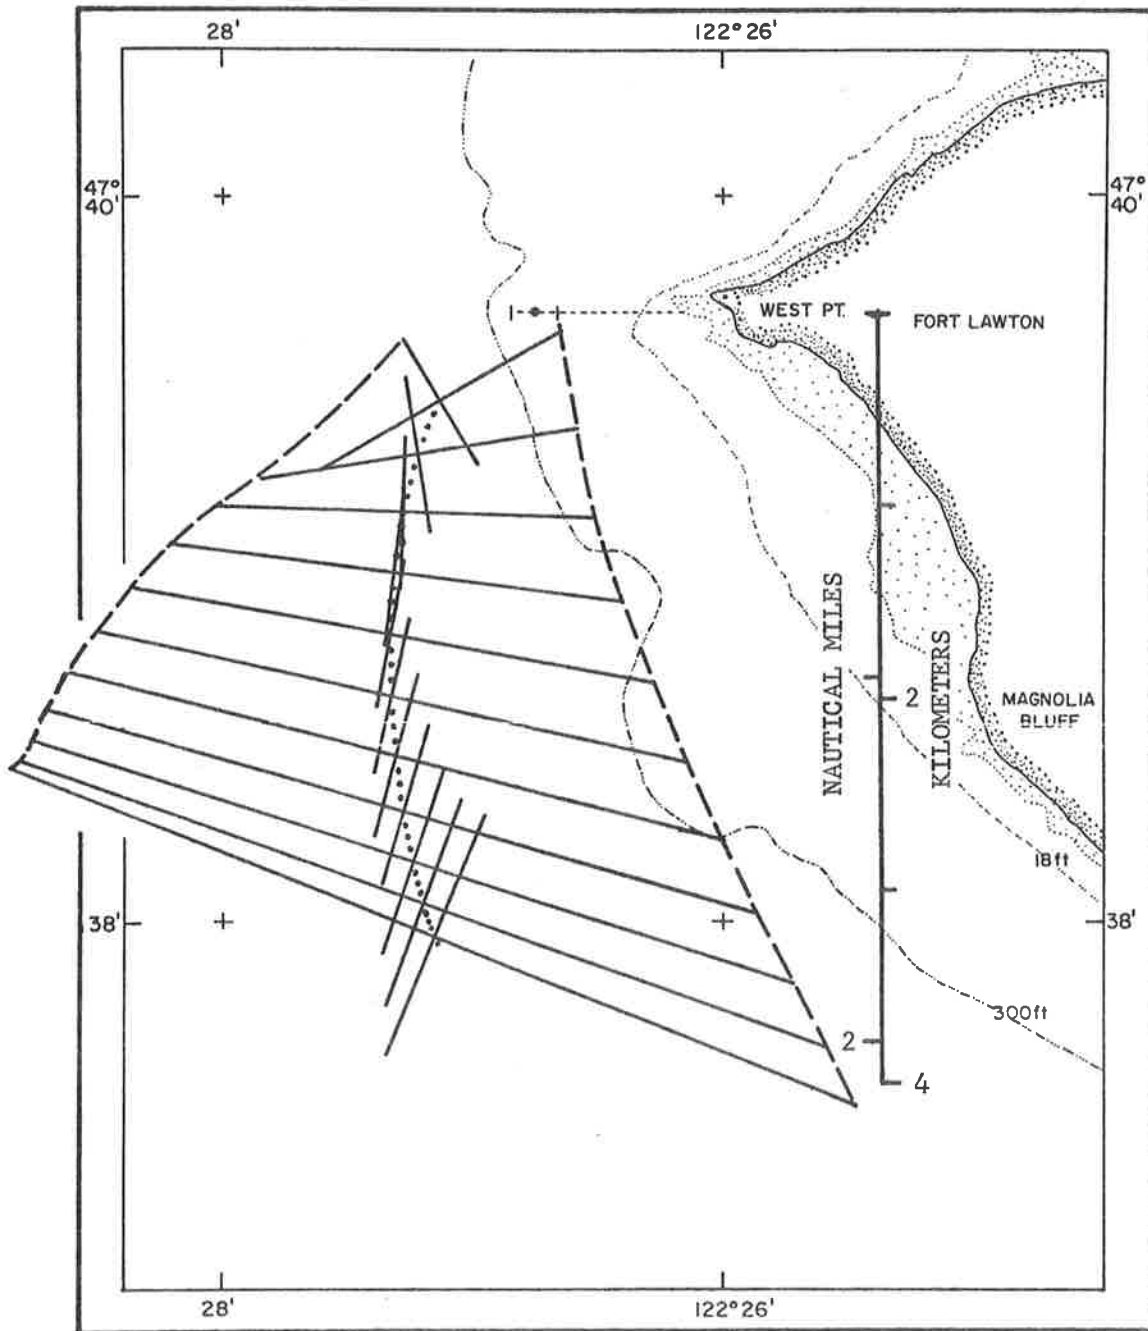 28'
122° 26'
47°
40'
47°
40'
WEST PT.
FORT LAWTON
NAUTICAL MILES
2
KILOMETERS
MAGNOLIA
BLUFF
18ft
38'
38'
300ft
2
4
28'
122° 26'